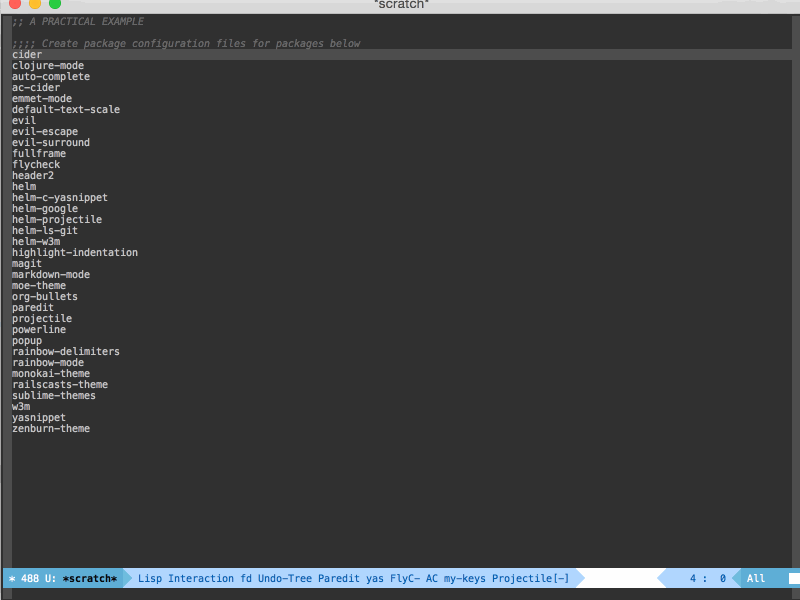 *scratch*
;; A PRACTICAL EXAMPLE
;;;; Create package configuration files for packages below
cider
clojure-mode
auto-complete
ac-cider
emmet-mode
default-text-scale
evil
evil-escape
evil-surround
fullframe
flycheck
header2
helm
helm-c-yasnippet
helm-google
helm-projectile
helm-ls-git
helm-w3m
highlight-indentation
magit
markdown-mode
moe-theme
org-bullets
paredit
projectile
powerline
popup
rainbow-delimiters
rainbow-mode
monokai-theme
railscasts-theme
sublime-themes
w3m
yasnippet
zenburn-theme
* 488 U: *scratch* Lisp Interaction fd Undo-Tree Paredit yas FlyC- AC my-keys Projectile[-] 4 : 0 All